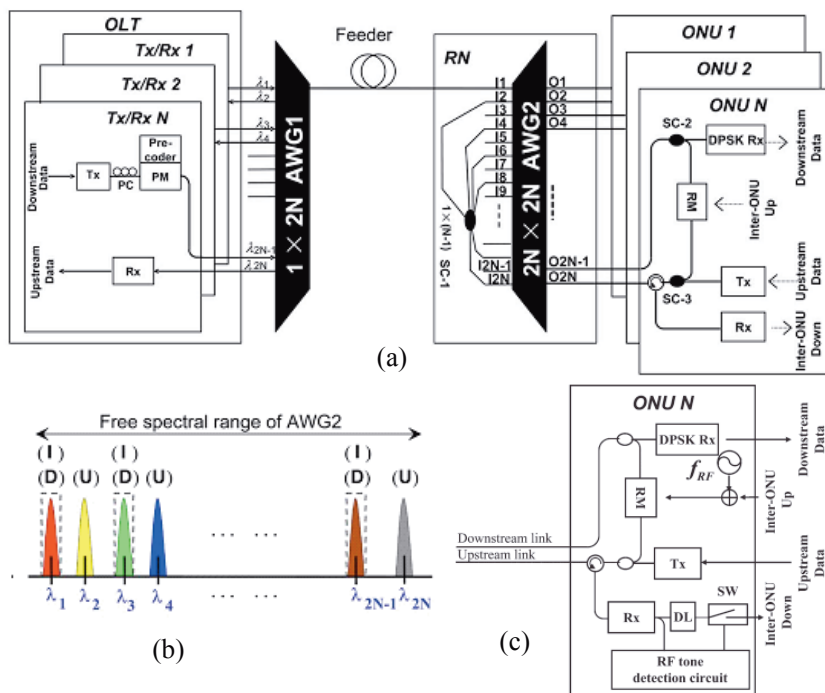 OLT
Tx/Rx 1
Tx/Rx 2
Tx/Rx N
Downstream Data
Tx
PC
Pre-coder
PM
Upstream Data
Rx
λ1
λ2
λ3
λ4
λ2N-1
λ2N
1 × 2N AWG1
Feeder
RN
I1
I2
I3
I4
I5
I6
I7
I8
I9
I2N-1
I2N
1 × (N-1)
SC-1
2N × 2N AWG2
O1
O2
O3
O4
O2N-1
O2N
ONU 1
ONU 2
ONU N
SC-2
DPSK Rx
Downstream Data
RM
Inter-ONU Up
SC-3
Tx
Upstream Data
Rx
Inter-ONU Down
(a)
Free spectral range of AWG2
(I) (I) (I)
(D) (U) (D) (U) (D) (U)
λ1 λ2 λ3 λ4 λ2N-1 λ2N
(b)
ONU N
DPSK Rx
Downstream Data
fRF
RM
Inter-ONU Up
Downstream link
Upstream link
Tx
Upstream Data
Rx
DL
SW
Inter-ONU Down
RF tone
detection circuit
(c)